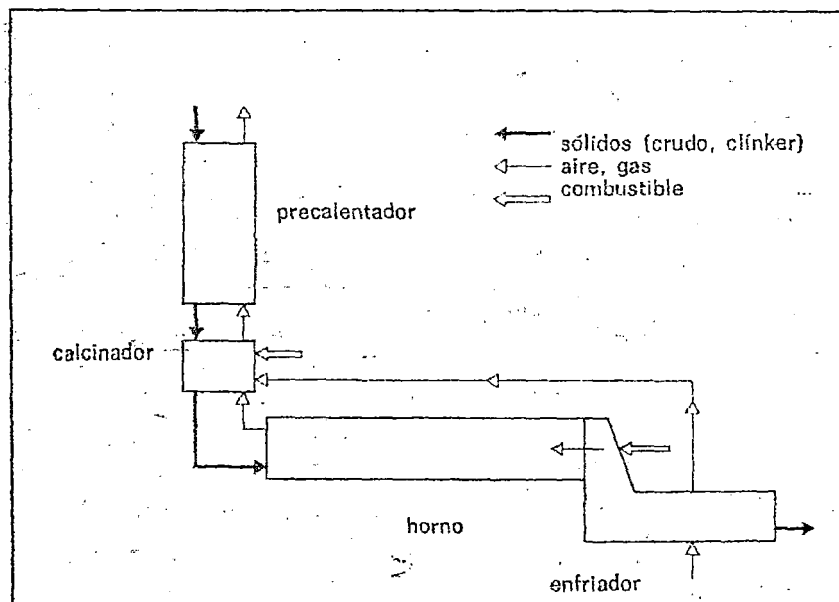 sólidos (crudo, clínker)
aire, gas
combustible
precalentador
calcinador
horno
enfriador